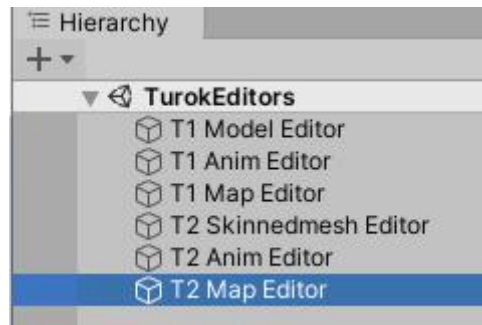 Hierarchy
TurokEditors
T1 Model Editor
T1 Anim Editor
T1 Map Editor
T2 Skinnedmesh Editor
T2 Anim Editor
T2 Map Editor